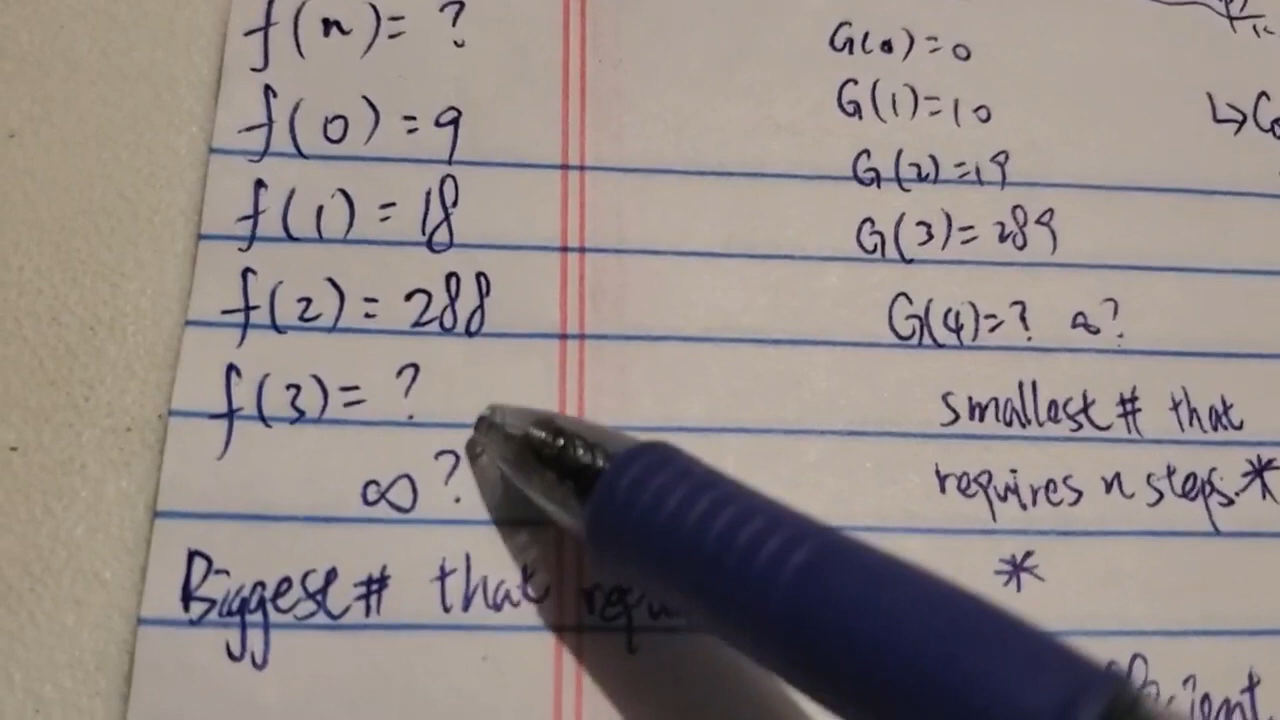 f(n)= ?
f(0)=9
f(1)=18
f(2)=288
f(3)= ?
∞?
Biggest # that
G(0)=0
G(1)=10
G(2)=19
G(3)=289
G(4)=? ∞?
smallest # that
requires n steps.*
*